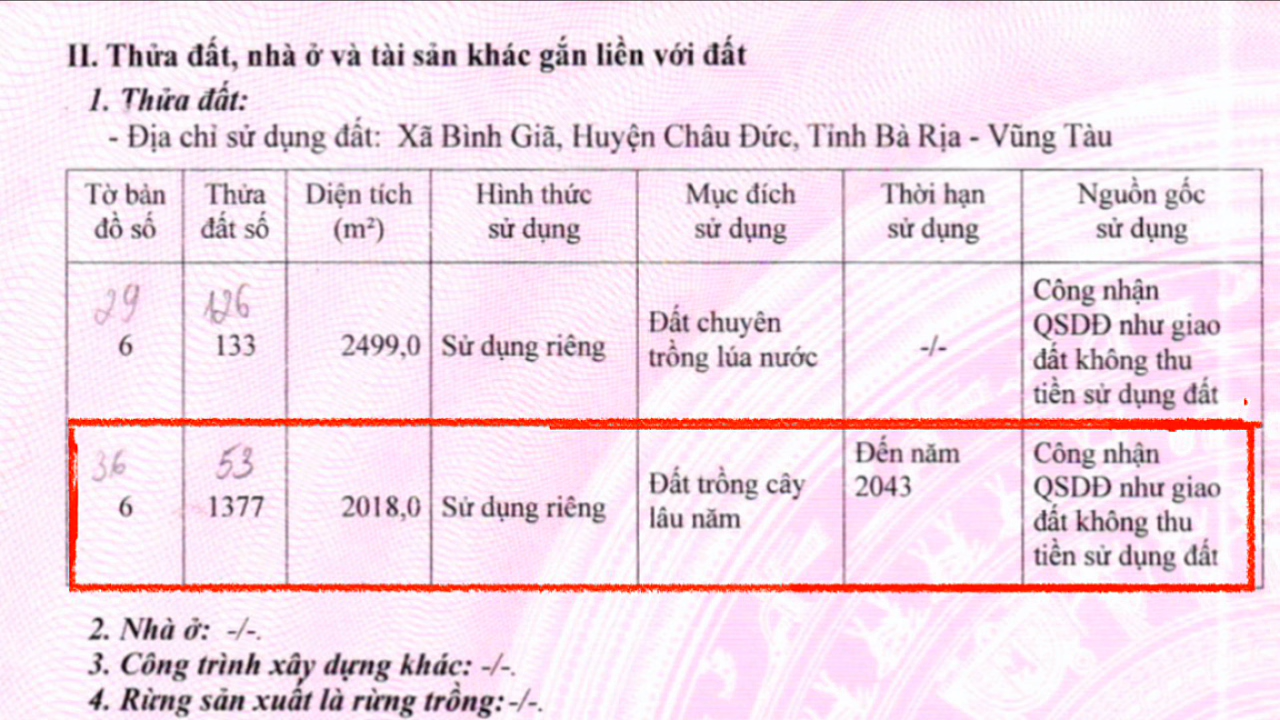 II. Thửa đất, nhà ở và tài sản khác gắn liền với đất
1. Thửa đất:
- Địa chỉ sử dụng đất: Xã Bình Giã, Huyện Châu Đức, Tỉnh Bà Rịa - Vũng Tàu
Tờ bản đồ số
Thửa đất số
Diện tích (m²)
Hình thức sử dụng
Mục đích sử dụng
Thời hạn sử dụng
Nguồn gốc sử dụng
29
6
126
133
2499,0
Sử dụng riêng
Đất chuyên
trồng lúa nước
-/-
Công nhận
QSDĐ như giao
đất không thu
tiền sử dụng đất
36
6
53
1377
2018,0
Sử dụng riêng
Đất trồng cây
lâu năm
Đến năm
2043
Công nhận
QSDĐ như giao
đất không thu
tiền sử dụng đất
2. Nhà ở: -/-.
3. Công trình xây dựng khác: -/-.
4. Rừng sản xuất là rừng trồng:-/-.